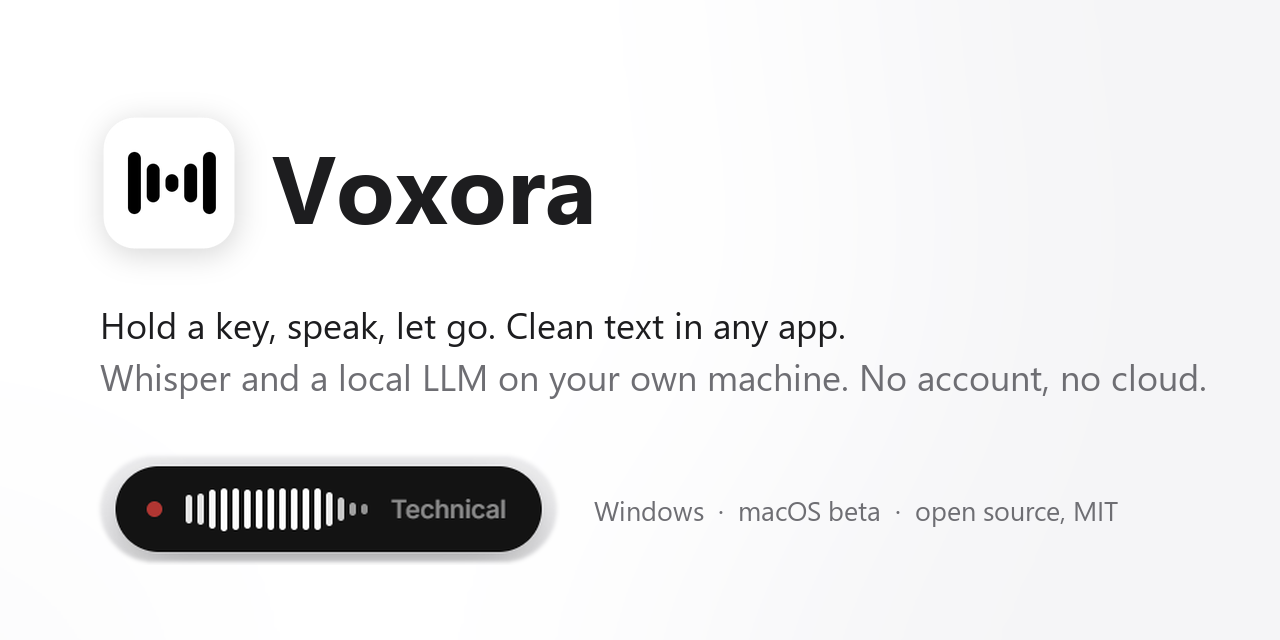 Voxora
Hold a key, speak, let go. Clean text in any app.
Whisper and a local LLM on your own machine. No account, no cloud.
Technical
Windows · macOS beta · open source, MIT